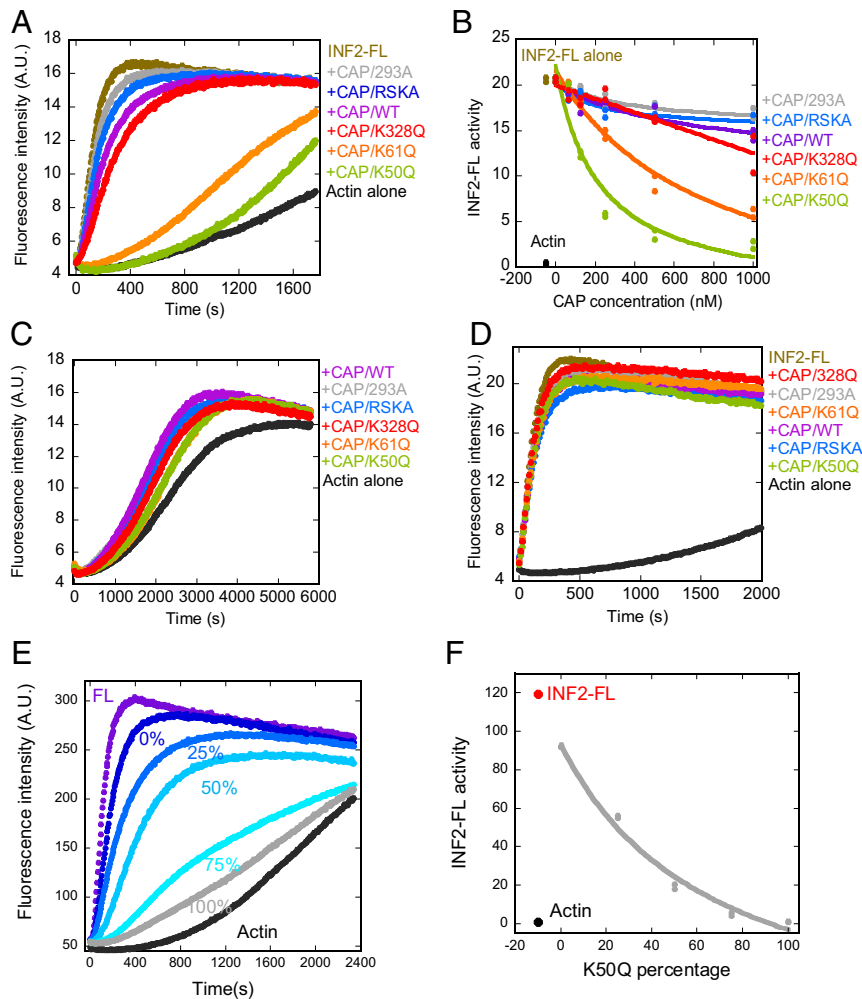 A
Fluorescence intensity (A.U.)
18
16
14
12
10
8
6
4
0 400 800 1200 1600
Time (s)
INF2-FL
+CAP/293A
+CAP/RSKA
+CAP/WT
+CAP/K328Q
+CAP/K61Q
+CAP/K50Q
Actin alone
B
INF2-FL activity
25
20
15
10
5
0
-200 0 200 400 600 800 1000
CAP concentration (nM)
INF2-FL alone
Actin
+CAP/293A
+CAP/RSKA
+CAP/WT
+CAP/K328Q
+CAP/K61Q
+CAP/K50Q
C
Fluorescence intensity (A.U.)
18
16
14
12
10
8
6
4
0 1000 2000 3000 4000 5000 6000
Time (s)
+CAP/WT
+CAP/293A
+CAP/RSKA
+CAP/K328Q
+CAP/K61Q
+CAP/K50Q
Actin alone
D
Fluorescence intensity (A.U.)
20
16
12
8
4
0 500 1000 1500 2000
Time (s)
INF2-FL
+CAP/328Q
+CAP/293A
+CAP/K61Q
+CAP/WT
+CAP/RSKA
+CAP/K50Q
Actin alone
E
Fluorescence intensity (A.U.)
300
250
200
150
100
50
0 400 800 1200 1600 2000 2400
Time(s)
FL
0%
25%
50%
75%
100%
Actin
F
INF2-FL activity
120
100
80
60
40
20
0
-20
-20 0 20 40 60 80 100
K50Q percentage
INF2-FL
Actin